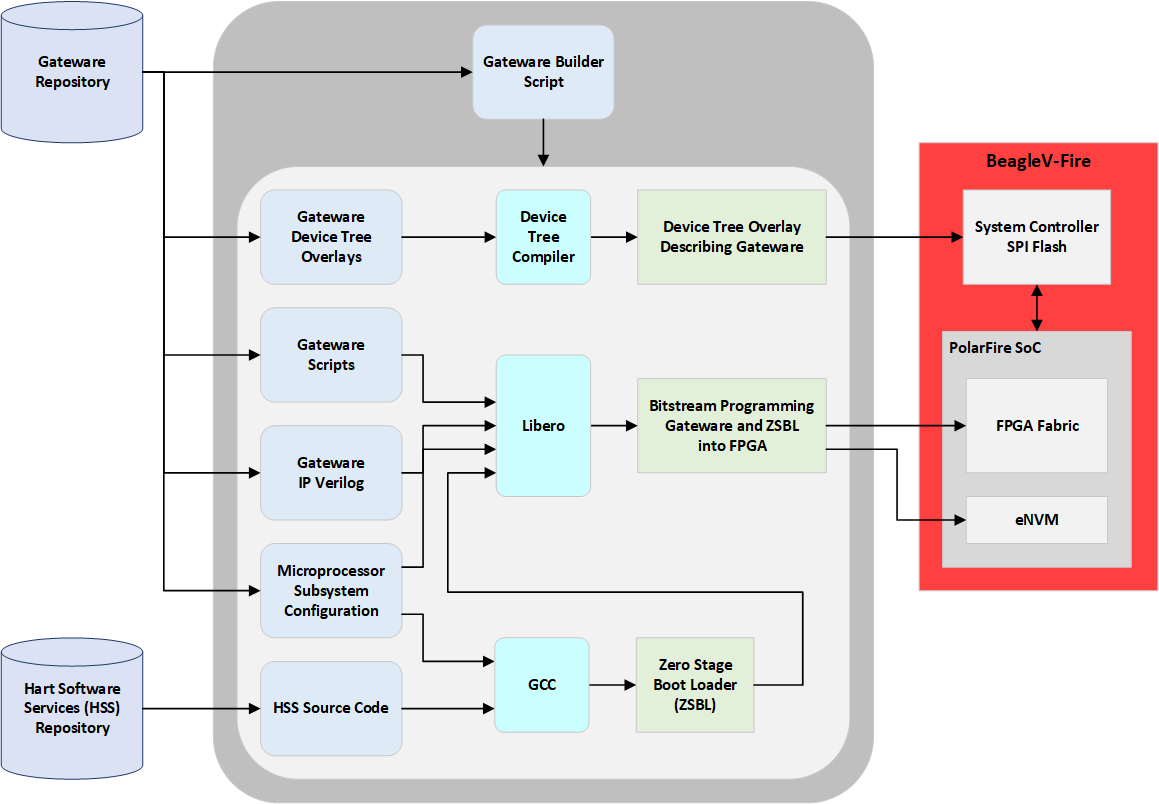 Gateware
Repository
Gateware Builder
Script
BeagleV-Fire
Gateware
Device Tree
Overlays
Device
Tree
Compiler
Device Tree Overlay
Describing Gateware
System Controller
SPI Flash
Gateware
Scripts
Libero
Bitstream Programming
Gateware and ZSBL
into FPGA
PolarFire SoC
FPGA Fabric
Gateware
IP Verilog
eNVM
Microprocessor
Subsystem
Configuration
Hart Software
Services (HSS)
Repository
HSS Source Code
GCC
Zero Stage
Boot Loader
(ZSBL)